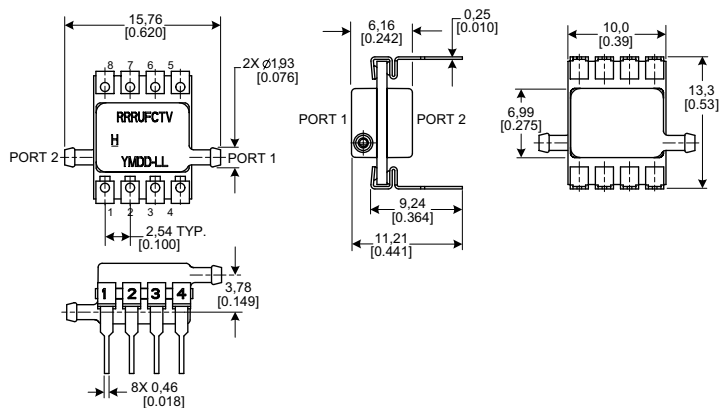 15,76
[0.620]
8 7 6 5
2X ø1,93
[0.076]
RRRUFCTV
H
YMDD-LL
PORT 2
PORT 1
1 2 3 4
2,54 TYP.
[0.100]
6,16
[0.242]
0,25
[0.010]
PORT 1
PORT 2
9,24
[0.364]
11,21
[0.441]
10,0
[0.39]
6,99
[0.275]
13,3
[0.53]
1 2 3 4
3,78
[0.149]
8X 0,46
[0.018]